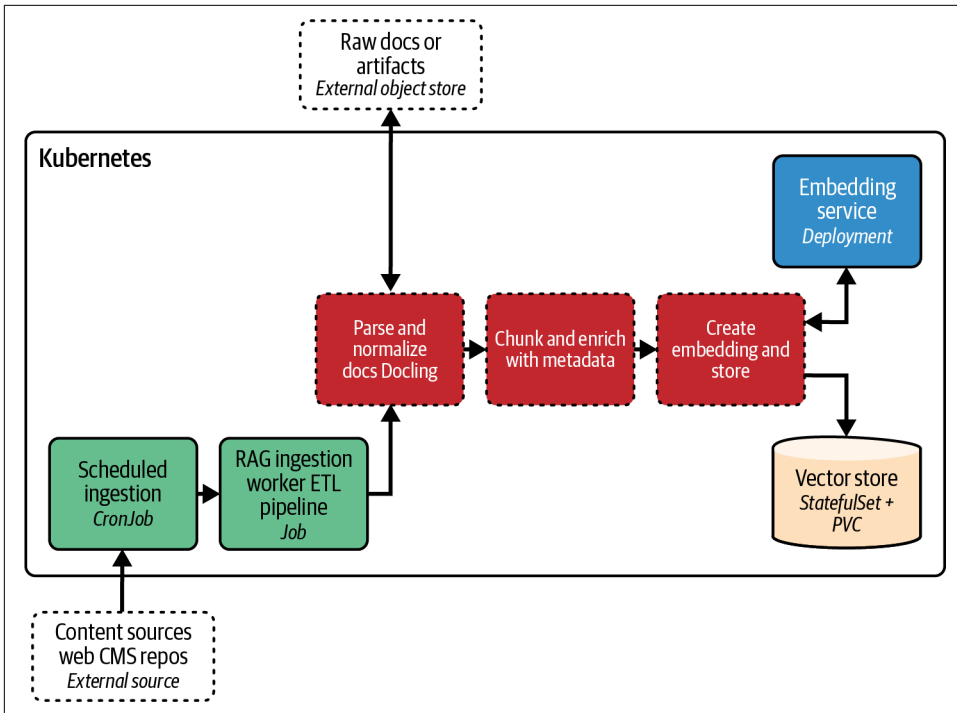 Raw docs or
artifacts
External object store
Kubernetes
Embedding
service
Deployment
Parse and
normalize
docs Docling
Chunk and enrich
with metadata
Create
embedding and
store
Scheduled
ingestion
CronJob
RAG ingestion
worker ETL
pipeline
Job
Vector store
StatefulSet +
PVC
Content sources
web CMS repos
External source